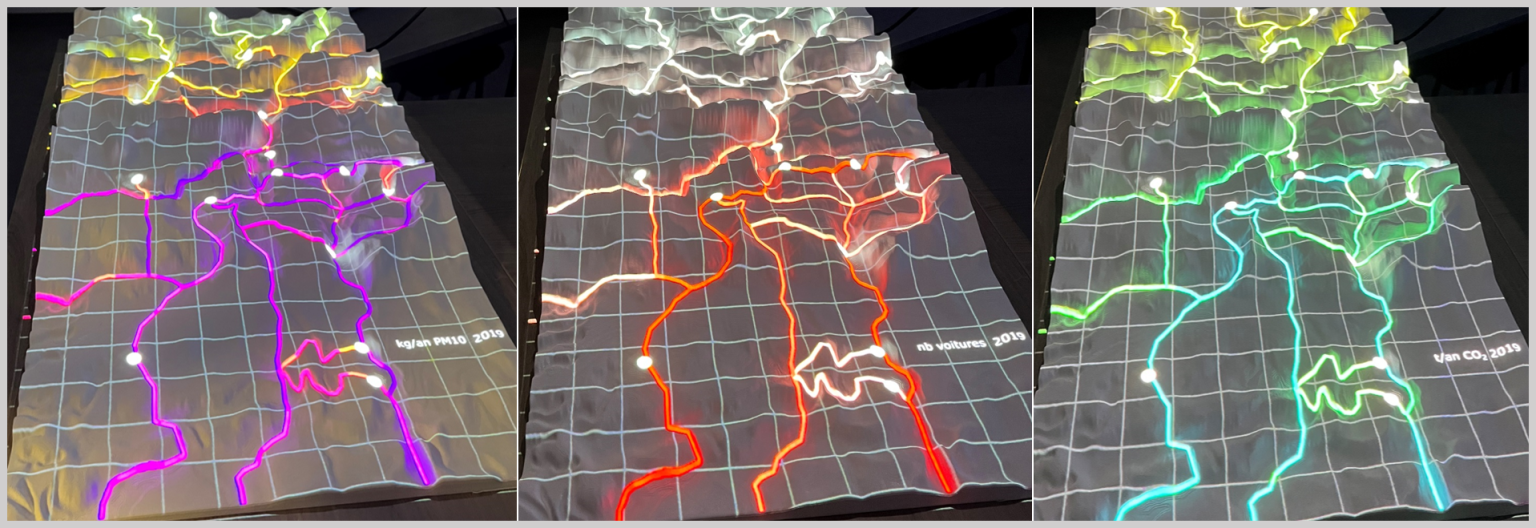 kg/an PM10 2019
nb voitures 2019
t/an CO₂ 2019